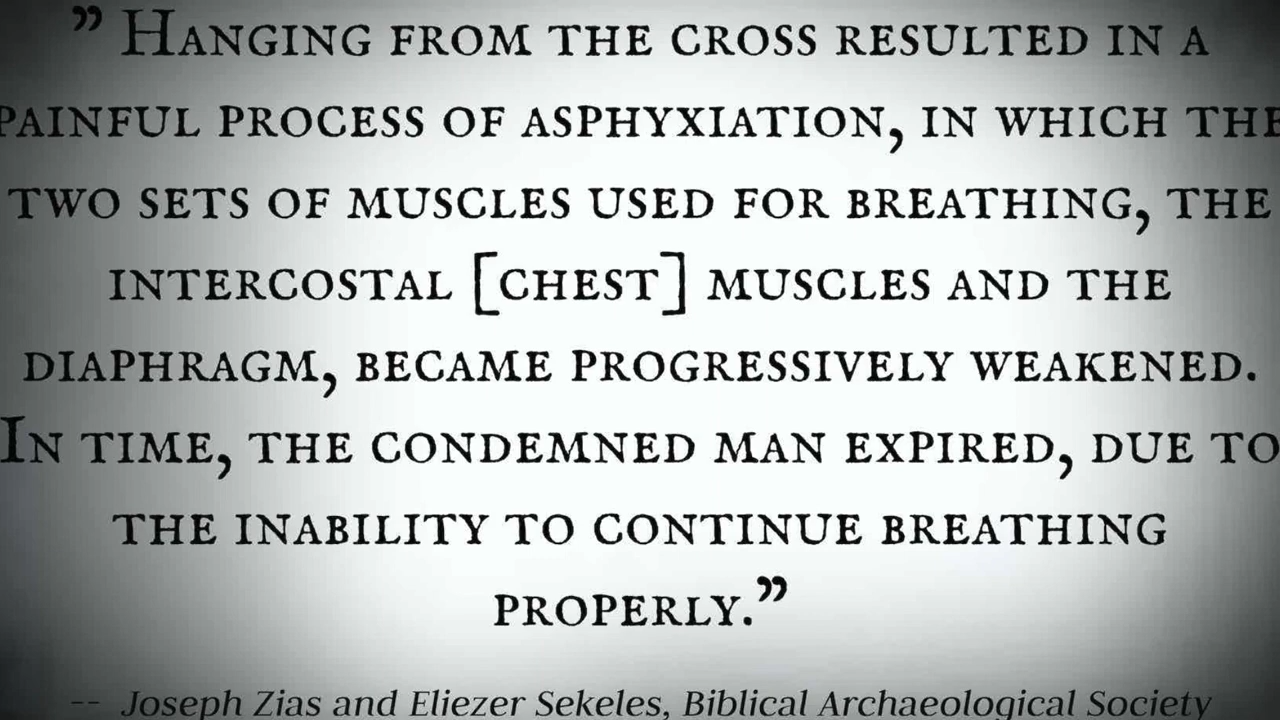 ” Hanging from the cross resulted in a
painful process of asphyxiation, in which the
two sets of muscles used for breathing, the
intercostal [chest] muscles and the
diaphragm, became progressively weakened.
In time, the condemned man expired, due to
the inability to continue breathing
properly.”
-- Joseph Zias and Eliezer Sekeles, Biblical Archaeological Society